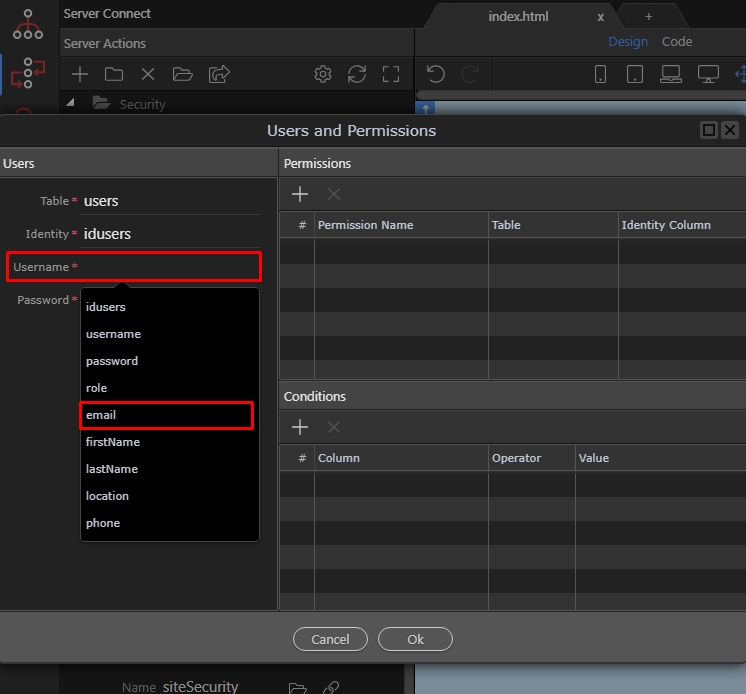 Server Connect
index.html x +
Server Actions
Design Code
Security
Users and Permissions
Users
Permissions
Table * users
Identity * idusers
Username *
Password *
idusers
username
password
role
email
firstName
lastName
location
phone
# Permission Name Table Identity Column
Conditions
# Column Operator Value
Cancel Ok
Name siteSecurity